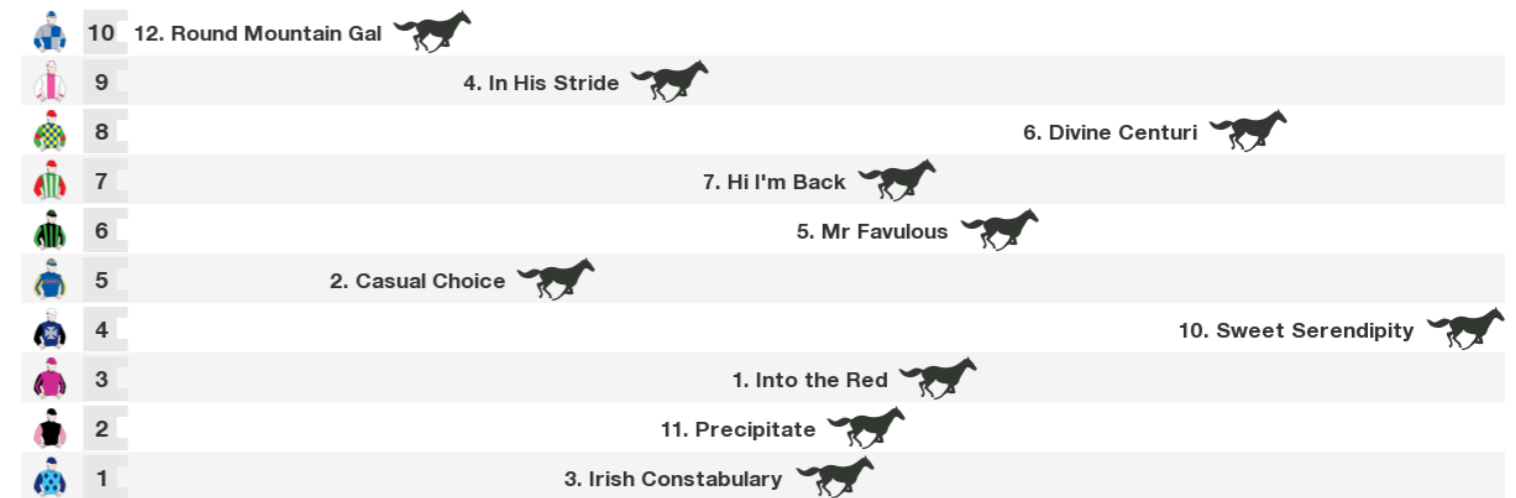 10 12. Round Mountain Gal
9 4. In His Stride
8 6. Divine Centuri
7 7. Hi I'm Back
6 5. Mr Favulous
5 2. Casual Choice
4 10. Sweet Serendipity
3 1. Into the Red
2 11. Precipitate
1 3. Irish Constabulary